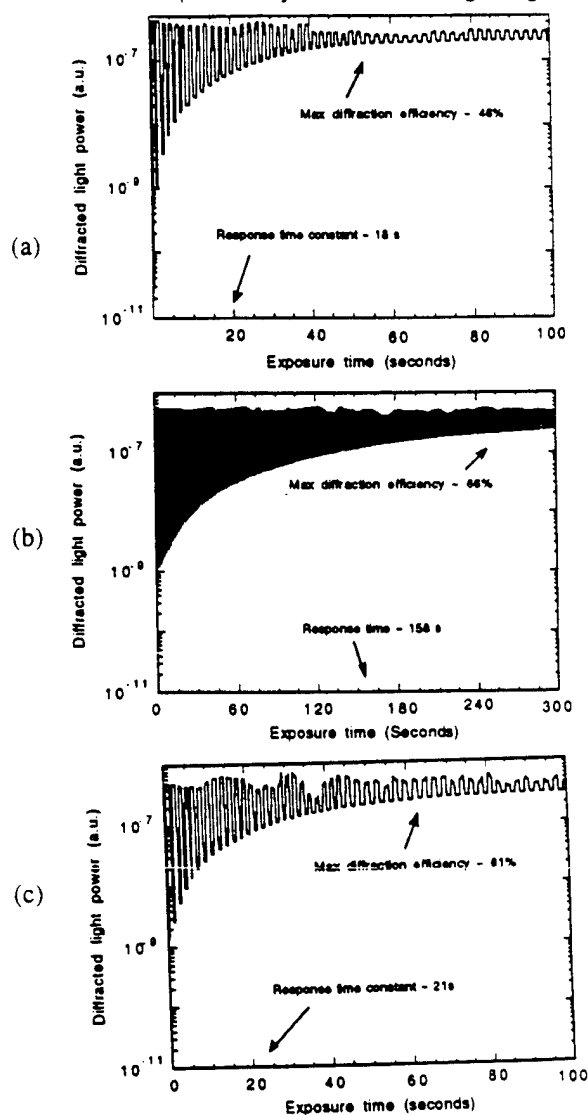 (a)
Diffracted light power (a.u.)
10-7
10-9
10-11
Max diffraction efficiency - 46%
Response time constant - 18 s
20 40 60 80 100
Exposure time (seconds)
(b)
Diffracted light power (a.u.)
10-7
10-9
10-11
Max diffraction efficiency - 66%
Response time - 158 s
0 60 120 180 240 300
Exposure time (Seconds)
(c)
Diffracted light power (a.u.)
10-7
10-9
10-11
Max diffraction efficiency - 61%
Response time constant - 21s
0 20 40 60 80 100
Exposure time (seconds)